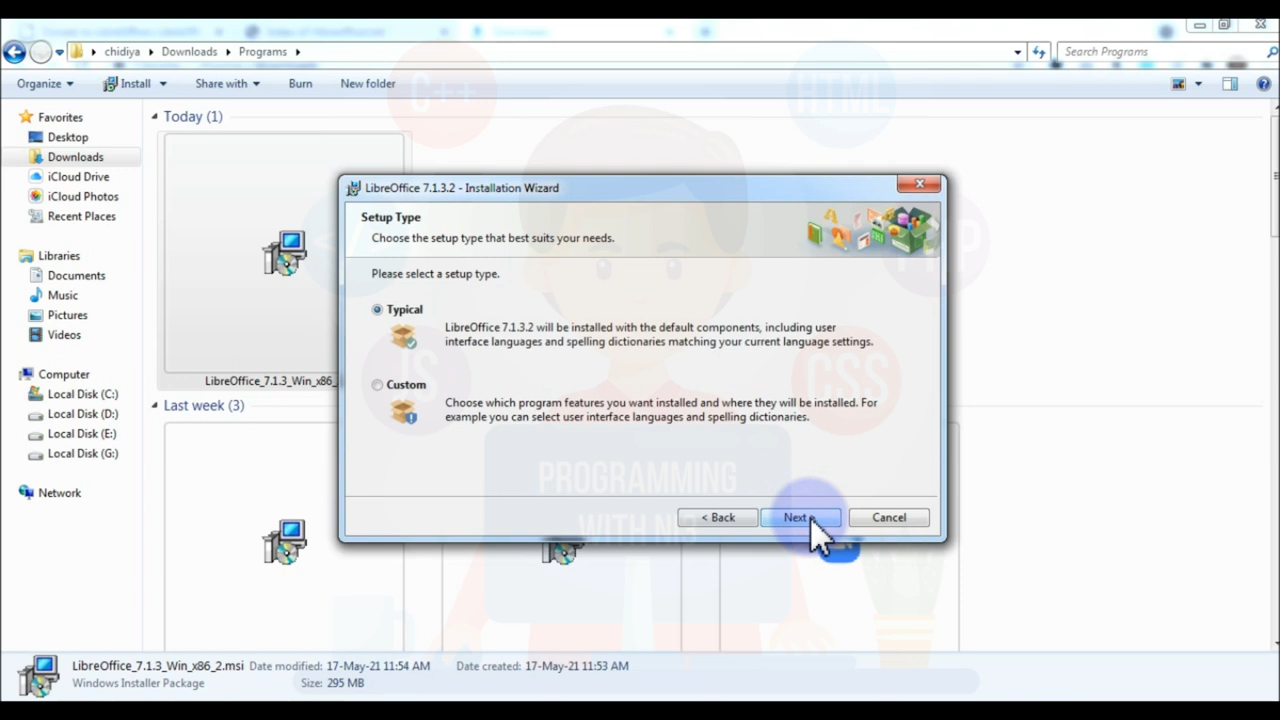 chidiya Downloads Programs
Search Programs
Organize Install Share with Burn New folder
Favorites
Desktop
Downloads
iCloud Drive
iCloud Photos
Recent Places
Libraries
Documents
Music
Pictures
Videos
Computer
Local Disk (C:)
Local Disk (D:)
Local Disk (E:)
Local Disk (G:)
Network
Today (1)
LibreOffice_7.1.3_Win_x86_
Last week (3)
LibreOffice 7.1.3.2 - Installation Wizard
Setup Type
Choose the setup type that best suits your needs.
Please select a setup type.
Typical
LibreOffice 7.1.3.2 will be installed with the default components, including user
interface languages and spelling dictionaries matching your current language settings.
Custom
Choose which program features you want installed and where they will be installed. For
example you can select user interface languages and spelling dictionaries.
< Back Next Cancel
C++
HTML
PHP
JS
CSS
PROGRAMMING
WITH NI3
LibreOffice_7.1.3_Win_x86_2.msi Date modified: 17-May-21 11:54 AM Date created: 17-May-21 11:53 AM
Windows Installer Package Size: 295 MB